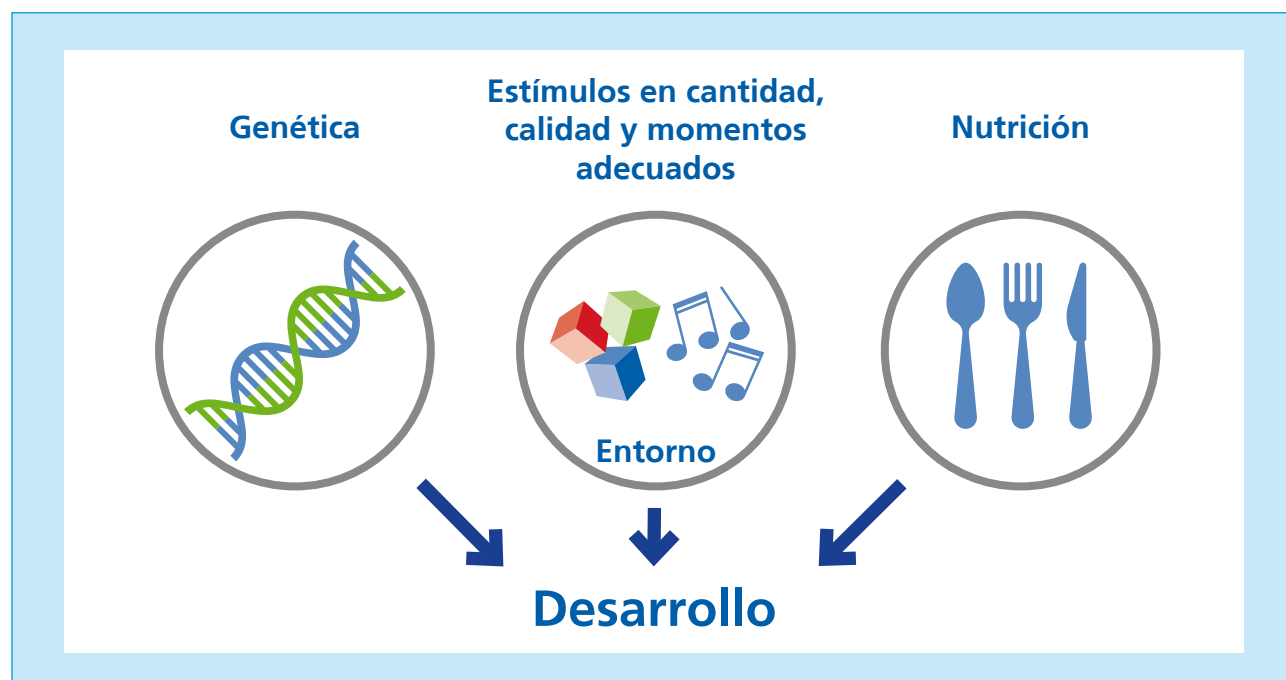 Genética
Estímulos en cantidad,
calidad y momentos
adecuados
Nutrición
Entorno
Desarrollo